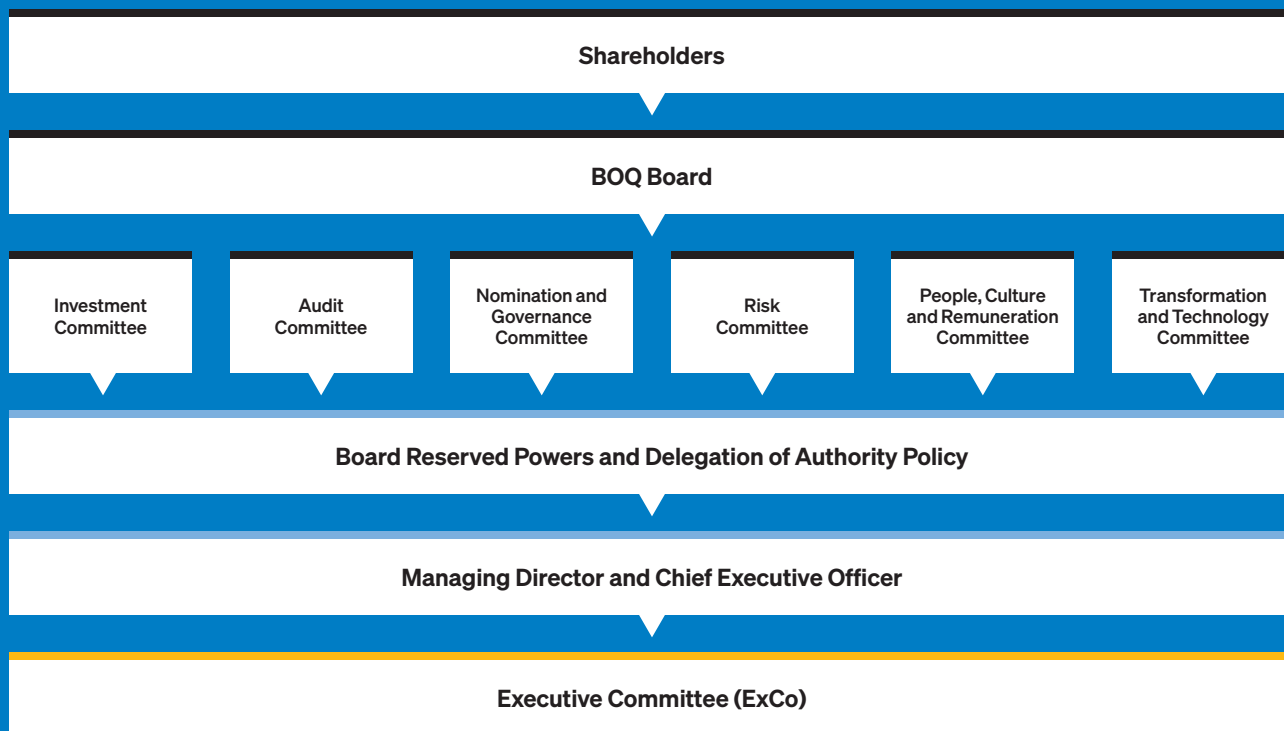 Shareholders
BOQ Board
Investment
Committee
Audit
Committee
Nomination and
Governance
Committee
Risk
Committee
People, Culture
and Remuneration
Committee
Transformation
and Technology
Committee
Board Reserved Powers and Delegation of Authority Policy
Managing Director and Chief Executive Officer
Executive Committee (ExCo)